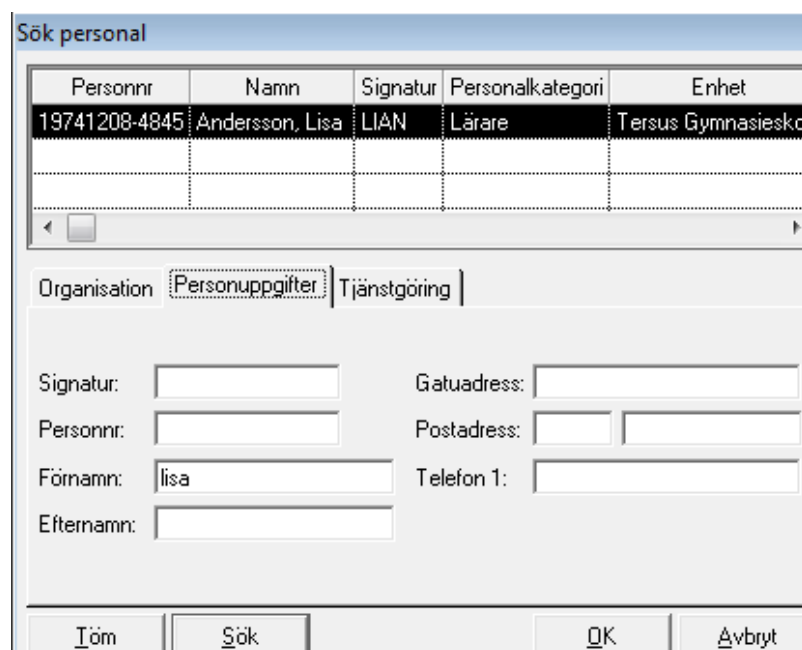 Sök personal
Personnr Namn Signatur Personalkategori Enhet
19741208-4845 Andersson, Lisa LIAN Lärare Tersus Gymnasiesko
Organisation Personuppgifter Tjänstgöring
Signatur: Gatuadress:
Personnr: Postadress:
Förnamn: lisa Telefon 1:
Efternamn:
Töm Sök OK Avbryt